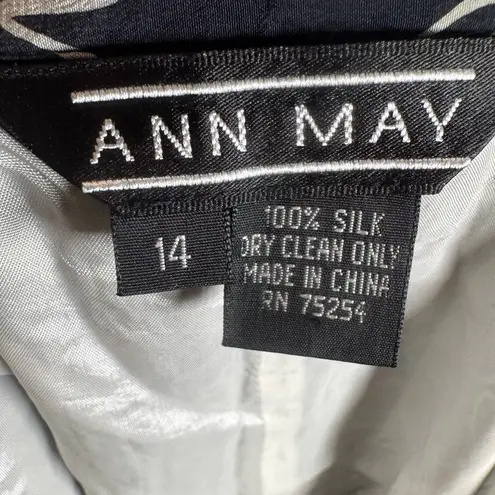 ANN MAY
14
100% SILK
DRY CLEAN ONLY
MADE IN CHINA
RN 75254